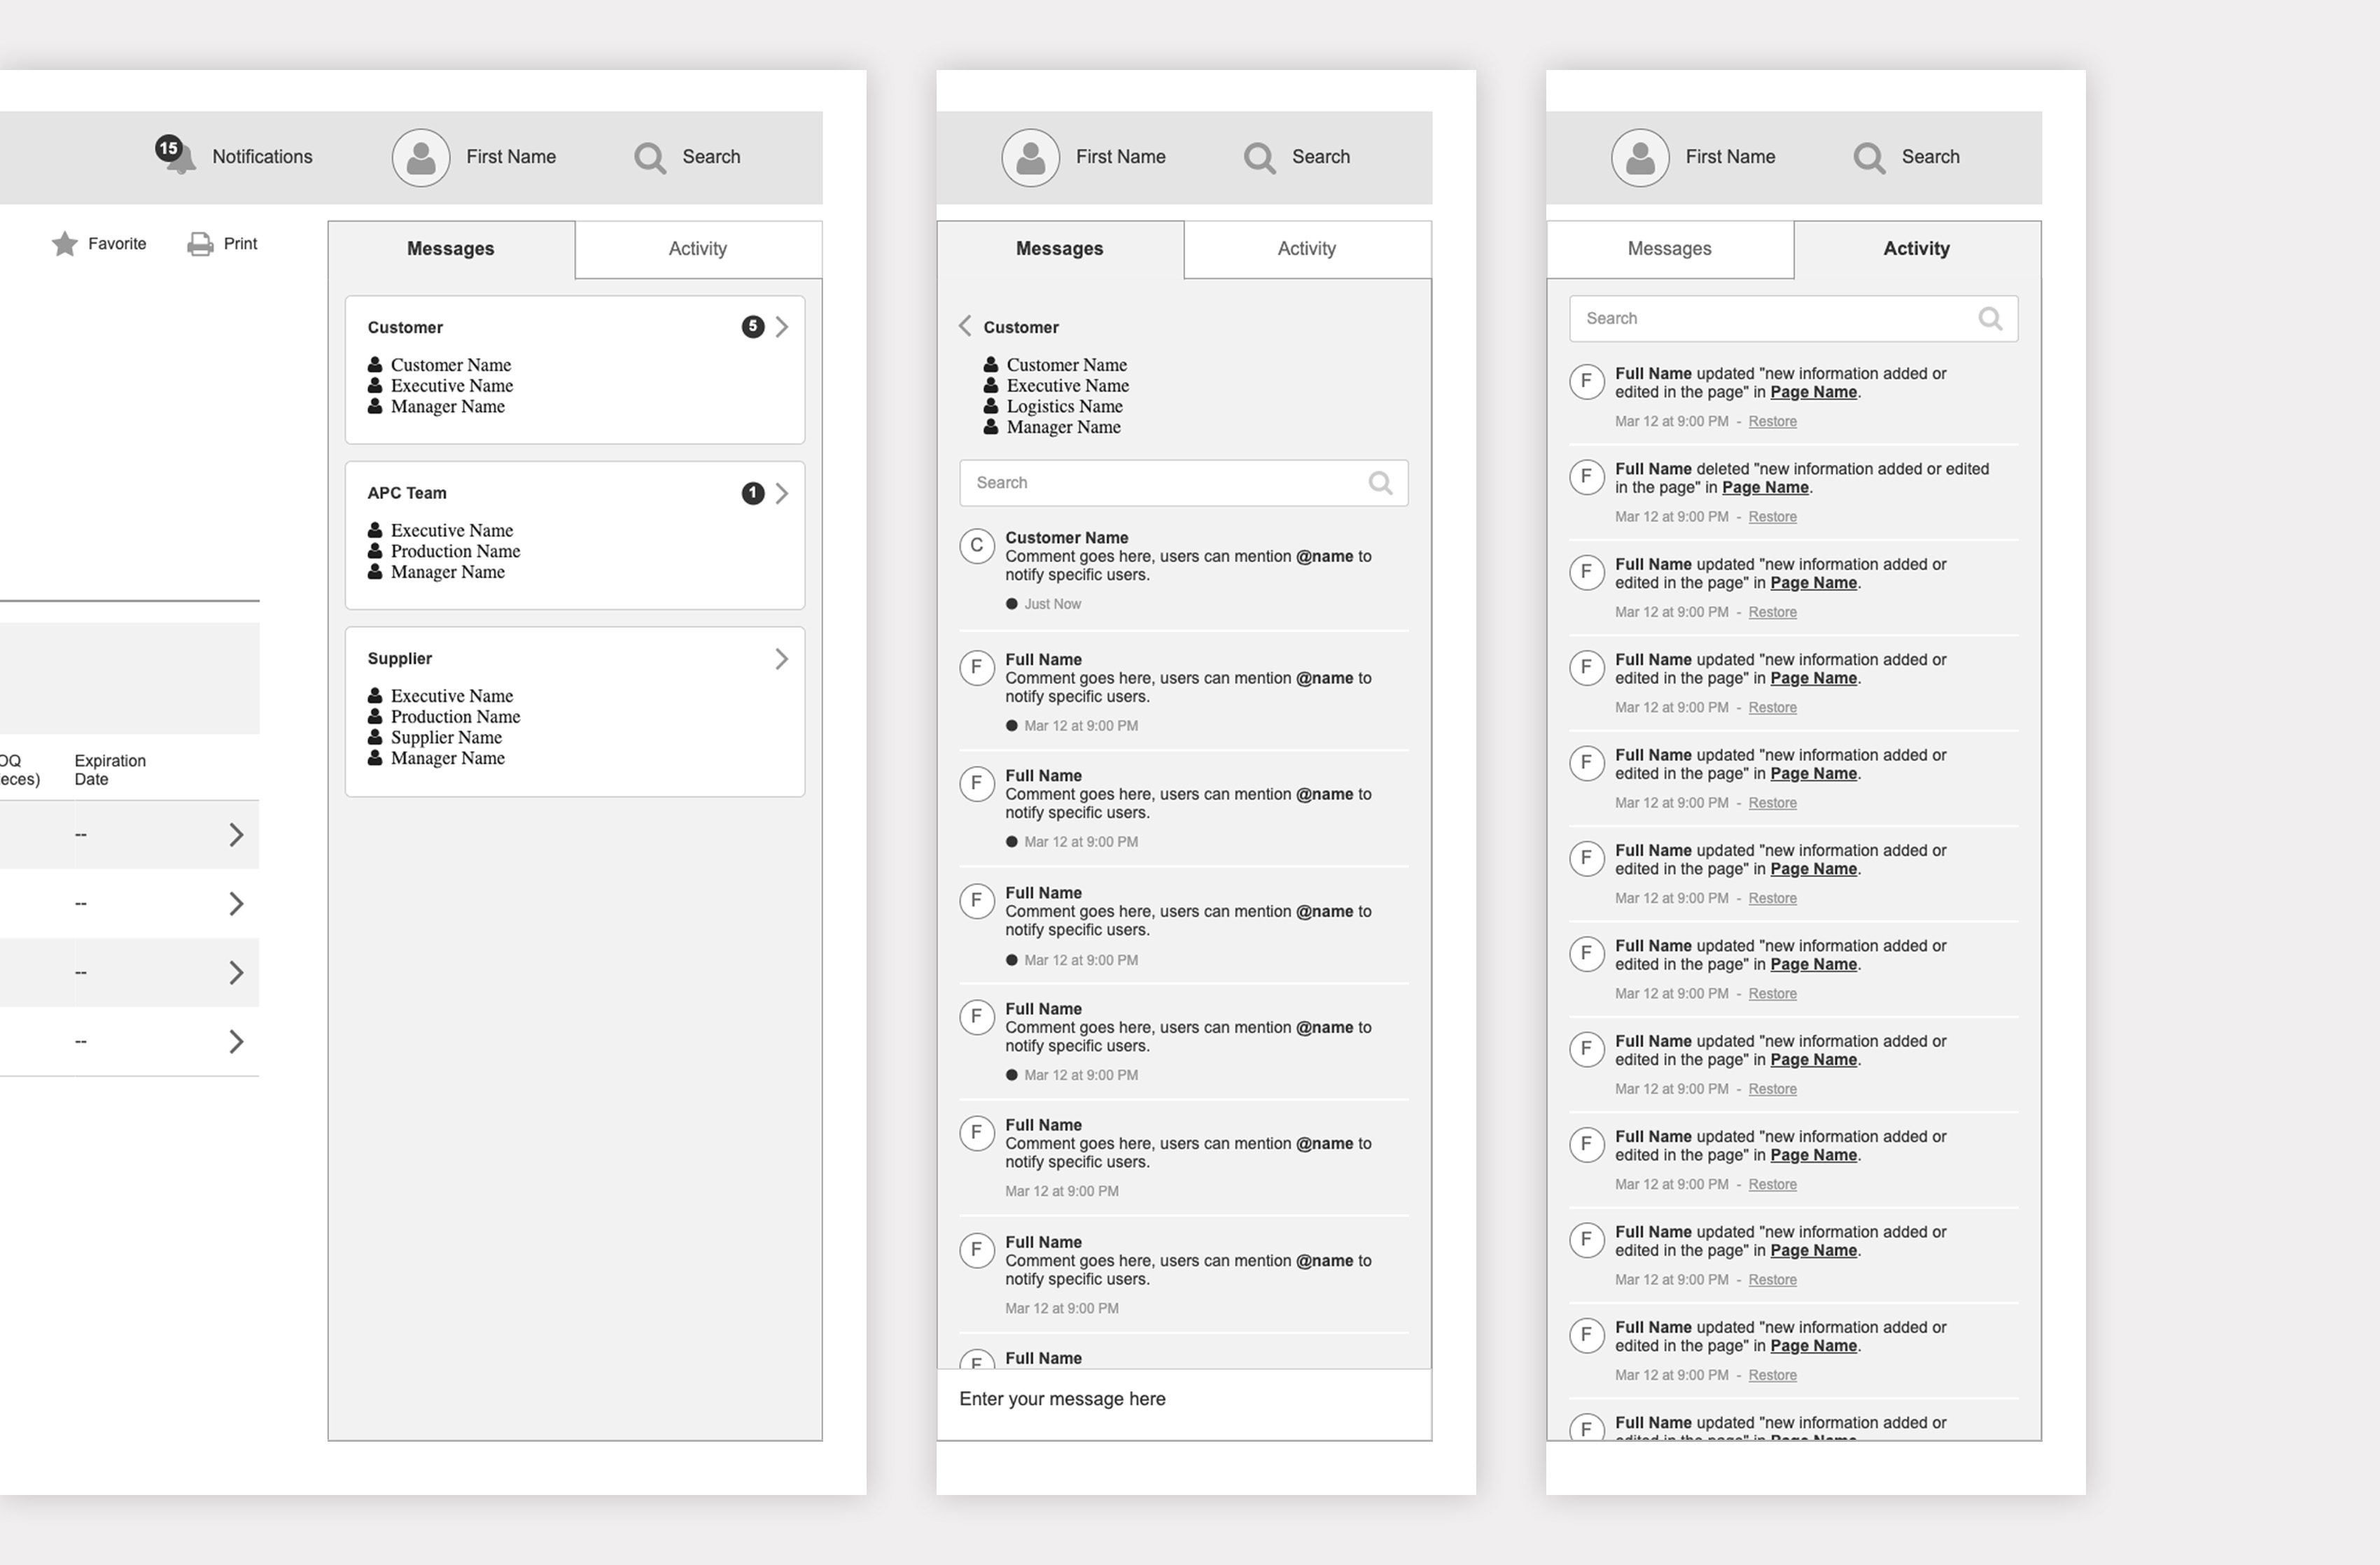 15 Notifications First Name Search
Favorite Print
Messages Activity
Customer 5
Customer Name
Executive Name
Manager Name
APC Team 1
Executive Name
Production Name
Manager Name
Supplier
Executive Name
Production Name
Supplier Name
Manager Name
OQ Expiration
eces) Date
--
--
--
--
First Name Search
Messages Activity
Customer
Customer Name
Executive Name
Logistics Name
Manager Name
Search
C Customer Name
Comment goes here, users can mention @name to
notify specific users.
Just Now
F Full Name
Comment goes here, users can mention @name to
notify specific users.
Mar 12 at 9:00 PM
F Full Name
Comment goes here, users can mention @name to
notify specific users.
Mar 12 at 9:00 PM
F Full Name
Comment goes here, users can mention @name to
notify specific users.
Mar 12 at 9:00 PM
F Full Name
Comment goes here, users can mention @name to
notify specific users.
Mar 12 at 9:00 PM
F Full Name
Comment goes here, users can mention @name to
notify specific users.
Mar 12 at 9:00 PM
F Full Name
Comment goes here, users can mention @name to
notify specific users.
Mar 12 at 9:00 PM
F Full Name
Enter your message here
First Name Search
Messages Activity
Search
F Full Name updated "new information added or
edited in the page" in Page Name.
Mar 12 at 9:00 PM - Restore
F Full Name deleted "new information added or edited
in the page" in Page Name.
Mar 12 at 9:00 PM - Restore
F Full Name updated "new information added or
edited in the page" in Page Name.
Mar 12 at 9:00 PM - Restore
F Full Name updated "new information added or
edited in the page" in Page Name.
Mar 12 at 9:00 PM - Restore
F Full Name updated "new information added or
edited in the page" in Page Name.
Mar 12 at 9:00 PM - Restore
F Full Name updated "new information added or
edited in the page" in Page Name.
Mar 12 at 9:00 PM - Restore
F Full Name updated "new information added or
edited in the page" in Page Name.
Mar 12 at 9:00 PM - Restore
F Full Name updated "new information added or
edited in the page" in Page Name.
Mar 12 at 9:00 PM - Restore
F Full Name updated "new information added or
edited in the page" in Page Name.
Mar 12 at 9:00 PM - Restore
F Full Name updated "new information added or
edited in the page" in Page Name.
Mar 12 at 9:00 PM - Restore
F Full Name updated "new information added or
edited in the page" in Page Name.
Mar 12 at 9:00 PM - Restore
F Full Name updated "new information added or